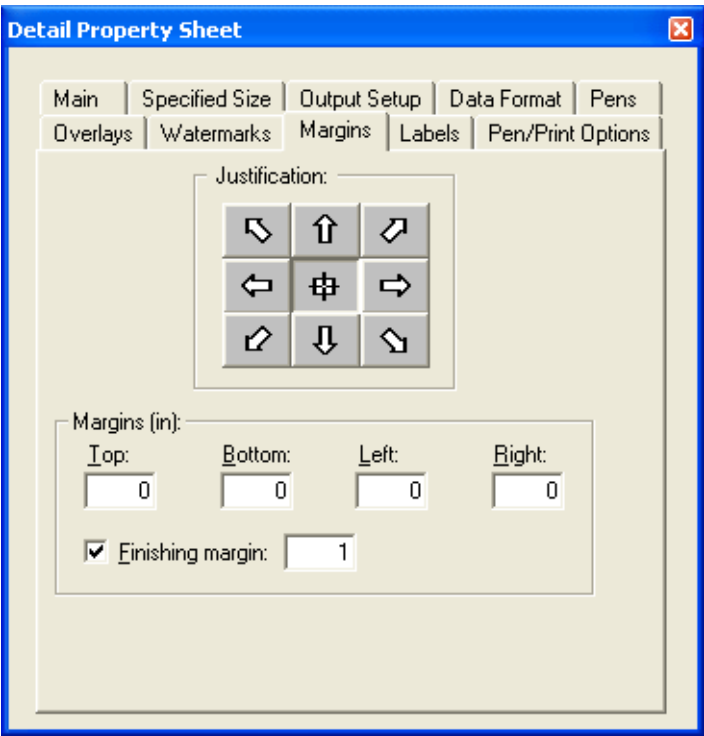 Detail Property Sheet
Main Specified Size Output Setup Data Format Pens
Overlays Watermarks Margins Labels Pen/Print Options
Justification:
Margins (in):
Top: Bottom: Left: Right:
0 0 0 0
Finishing margin: 1